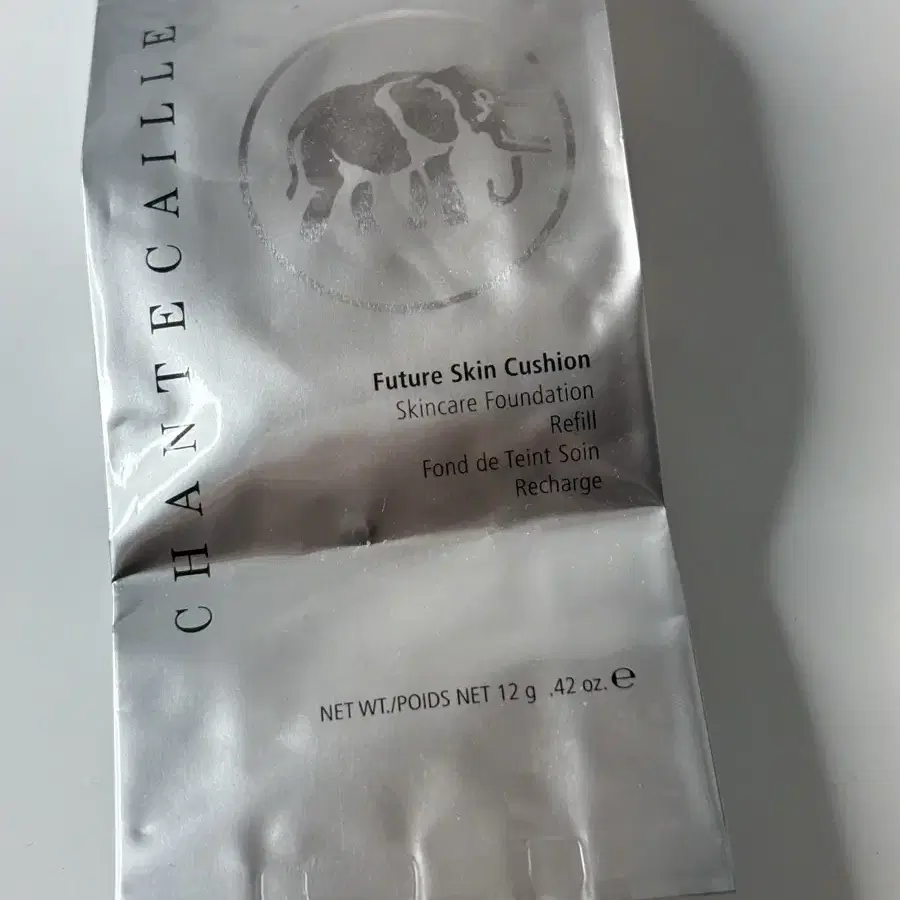 CHANTECAILLE
Future Skin Cushion
Skincare Foundation
Refill
Fond de Teint Soin
Recharge
NET WT./POIDS NET 12 g .42 oz. ℮